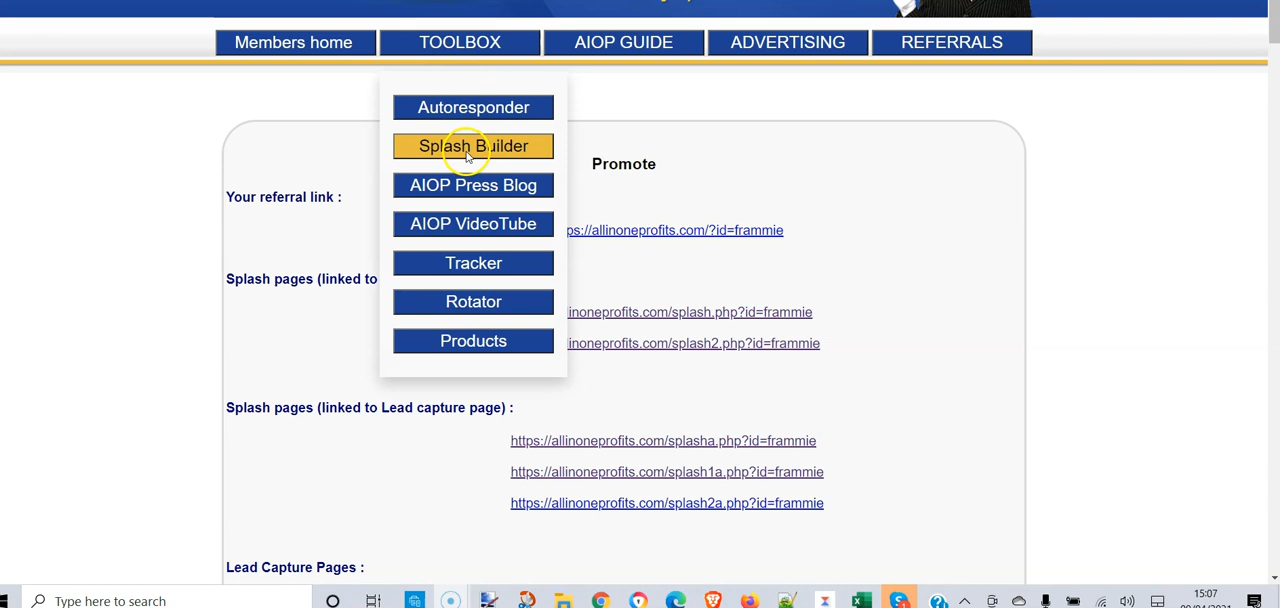 Members home
TOOLBOX
AIOP GUIDE
ADVERTISING
REFERRALS
Autoresponder
Splash Builder
AIOP Press Blog
AIOP VideoTube
Tracker
Rotator
Products
Promote
Your referral link :
ps://allinoneprofits.com/?id=frammie
Splash pages (linked to
inoneprofits.com/splash.php?id=frammie
inoneprofits.com/splash2.php?id=frammie
Splash pages (linked to Lead capture page) :
https://allinoneprofits.com/splasha.php?id=frammie
https://allinoneprofits.com/splash1a.php?id=frammie
https://allinoneprofits.com/splash2a.php?id=frammie
Lead Capture Pages :
Type here to search
15:07